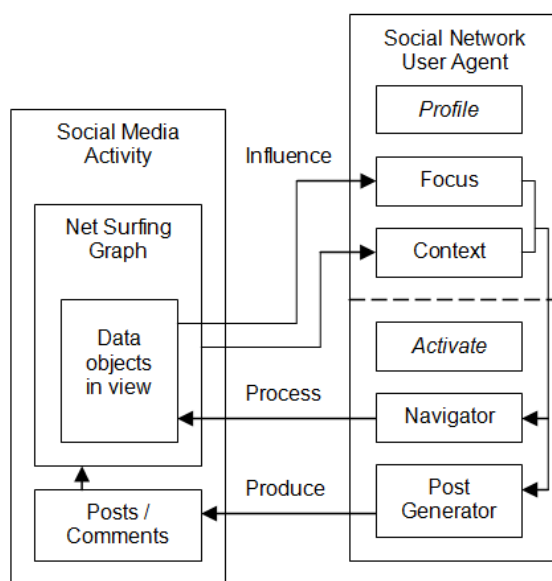 Social Network
User Agent
Profile
Social Media
Activity
Influence
Focus
Net Surfing
Graph
Context
Data
objects
in view
Activate
Process
Navigator
Produce
Post
Generator
Posts /
Comments